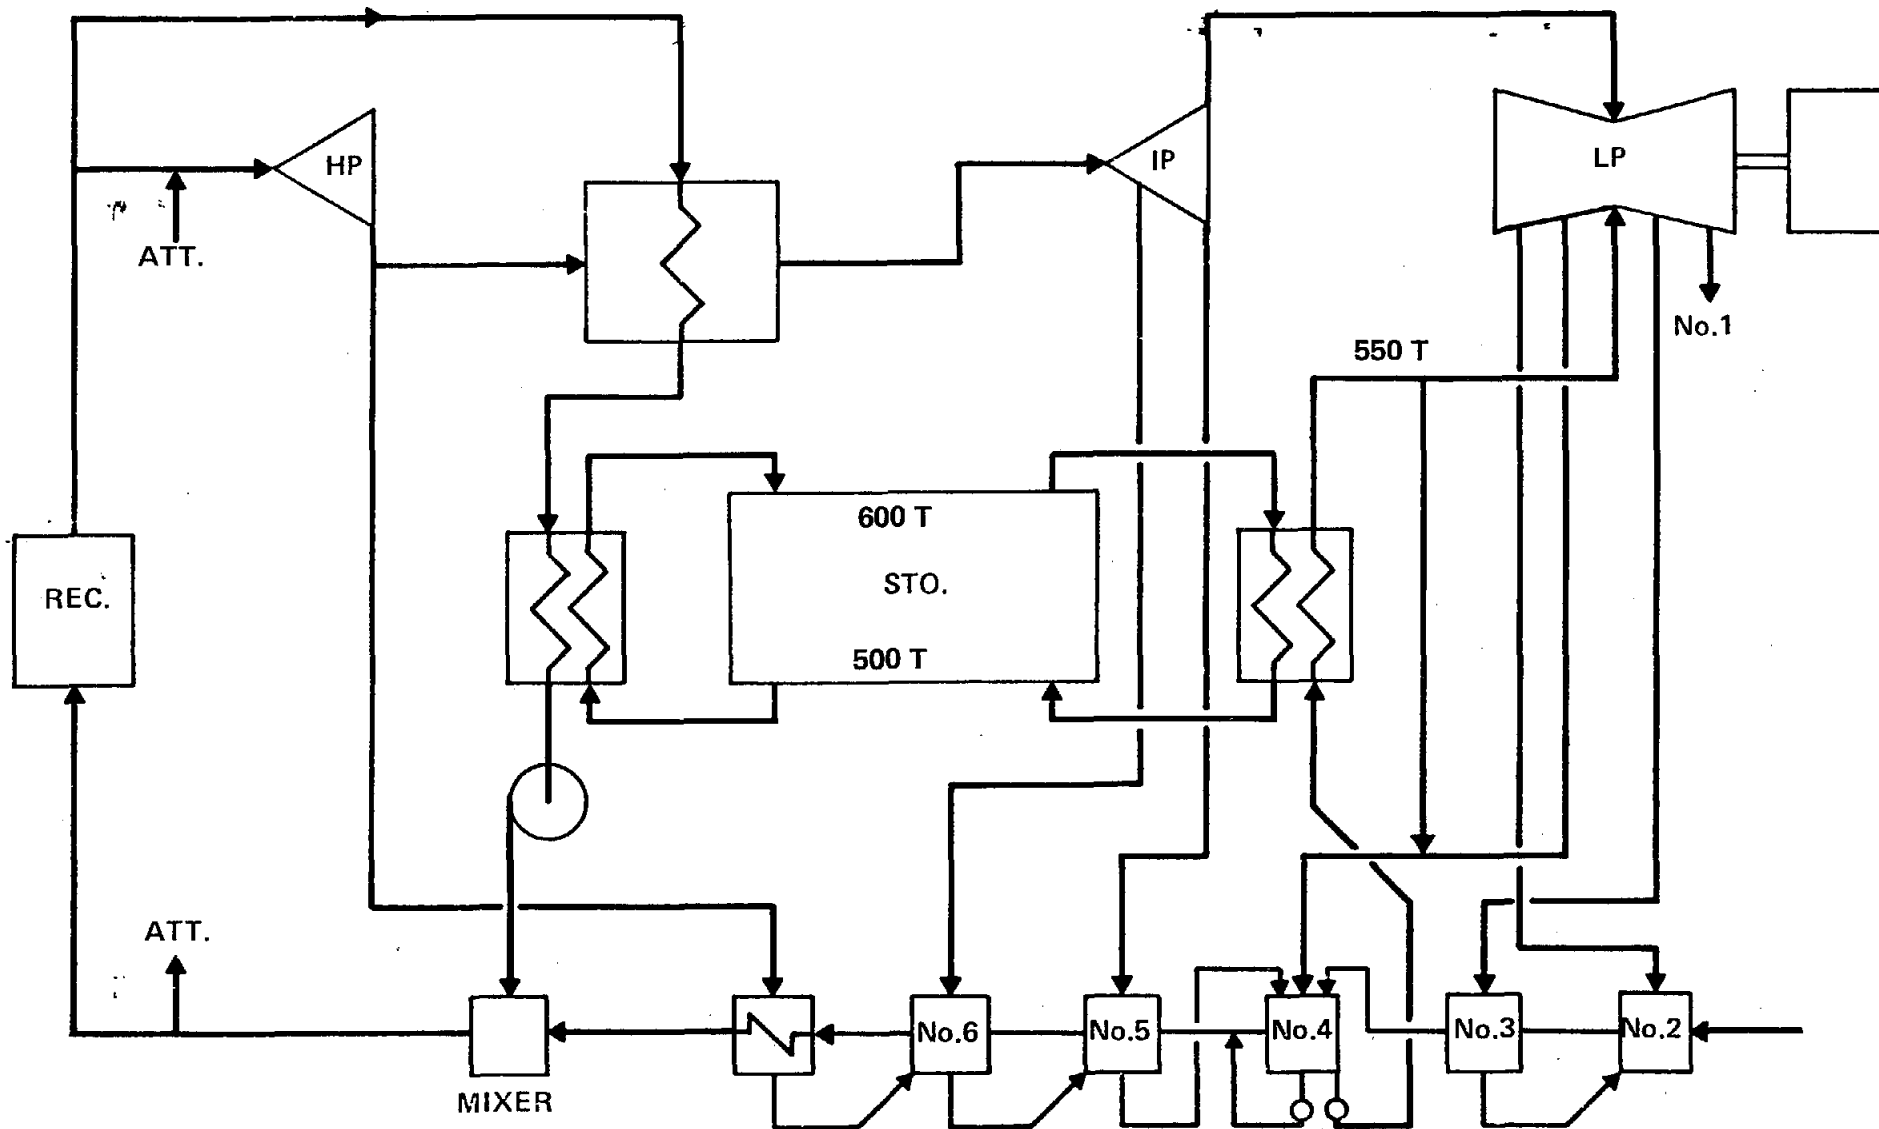 HP
IP
LP
ATT.
No.1
550 T
600 T
REC.
STO.
500 T
ATT.
No.6
No.5
No.4
No.3
No.2
MIXER